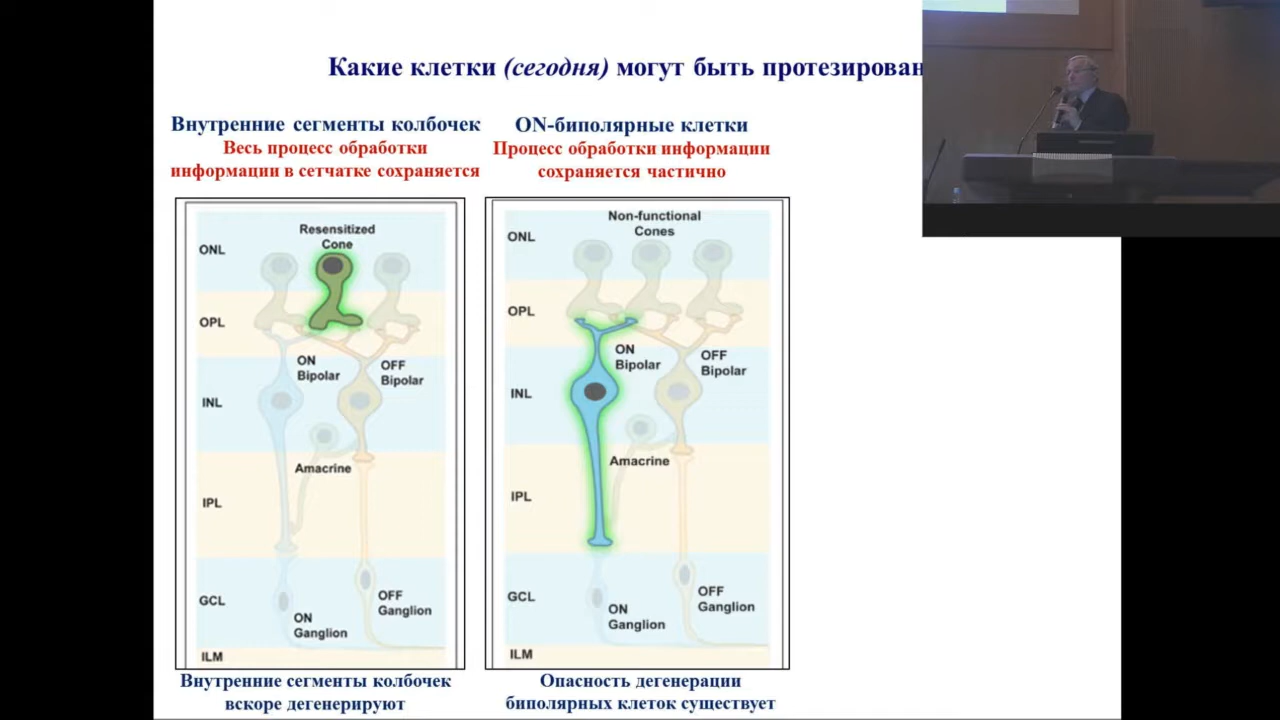 Какие клетки (сегодня) могут быть протезирован
Внутренние сегменты колбочек
Весь процесс обработки
информации в сетчатке сохраняется
Resensitized
Cone
ONL
OPL
ON
Bipolar
OFF
Bipolar
INL
Amacrine
IPL
GCL
OFF
Ganglion
ON
Ganglion
ILM
Внутренние сегменты колбочек
вскоре дегенерируют
ON-биполярные клетки
Процесс обработки информации
сохраняется частично
Non-functional
Cones
ONL
OPL
ON
Bipolar
OFF
Bipolar
INL
Amacrine
IPL
GCL
OFF
Ganglion
ON
Ganglion
ILM
Опасность дегенерации
биполярных клеток существует